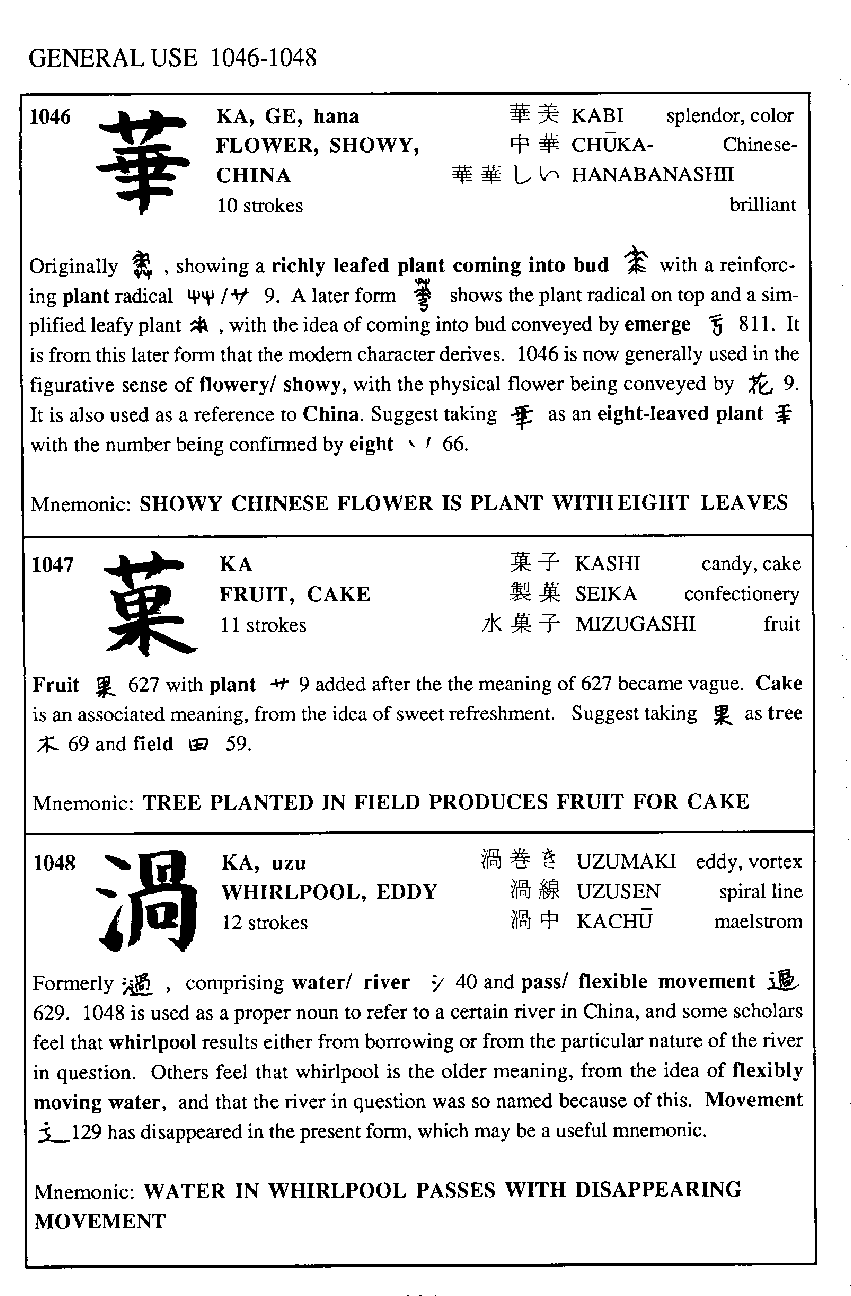 GENERAL USE 1046-1048
1046 華 KA, GE, hana 華美 KABI splendor, color
FLOWER, SHOWY, 中華 CHŪKA- Chinese-
CHINA 華華しい HANABANASHII
10 strokes brilliant
Originally , showing a richly leafed plant coming into bud with a reinforc-
ing plant radical / 9. A later form shows the plant radical on top and a sim-
plified leafy plant , with the idea of coming into bud conveyed by emerge 811. It
is from this later form that the modern character derives. 1046 is now generally used in the
figurative sense of flowery/ showy, with the physical flower being conveyed by 花 9.
It is also used as a reference to China. Suggest taking as an eight-leaved plant
with the number being confirmed by eight 66.
Mnemonic: SHOWY CHINESE FLOWER IS PLANT WITH EIGHT LEAVES
1047 菓 KA 菓子 KASHI candy, cake
FRUIT, CAKE 製菓 SEIKA confectionery
11 strokes 水菓子 MIZUGASHI fruit
Fruit 果 627 with plant 9 added after the the meaning of 627 became vague. Cake
is an associated meaning, from the idea of sweet refreshment. Suggest taking 果 as tree
木 69 and field 田 59.
Mnemonic: TREE PLANTED IN FIELD PRODUCES FRUIT FOR CAKE
1048 渦 KA, uzu 渦巻き UZUMAKI eddy, vortex
WHIRLPOOL, EDDY 渦線 UZUSEN spiral line
12 strokes 渦中 KACHŪ maelstrom
Formerly , comprising water/ river 氵 40 and pass/ flexible movement 過
629. 1048 is used as a proper noun to refer to a certain river in China, and some scholars
feel that whirlpool results either from borrowing or from the particular nature of the river
in question. Others feel that whirlpool is the older meaning, from the idea of flexibly
moving water, and that the river in question was so named because of this. Movement
辶 129 has disappeared in the present form, which may be a useful mnemonic.
Mnemonic: WATER IN WHIRLPOOL PASSES WITH DISAPPEARING
MOVEMENT